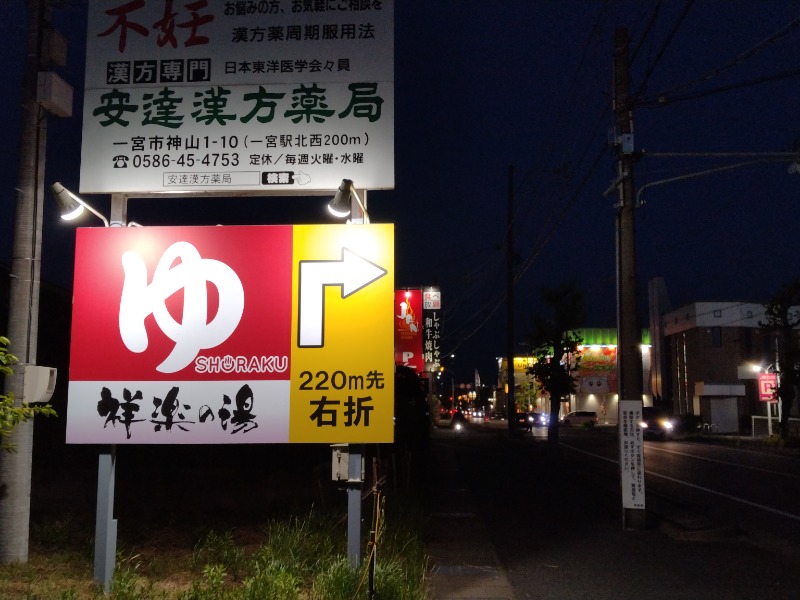 不妊
お悩みの方、お気軽にご相談を
漢方薬周期服用法
漢方専門 日本東洋医学会々員
安達漢方薬局
一宮市神山1-10(一宮駅北西200m)
☎0586-45-4753 定休/毎週火曜・水曜
安達漢方薬局 検索
ゆ
SHORAKU
祥楽の湯
220m先
右折
食べ放題
しゃぶしゃぶ
和牛焼肉